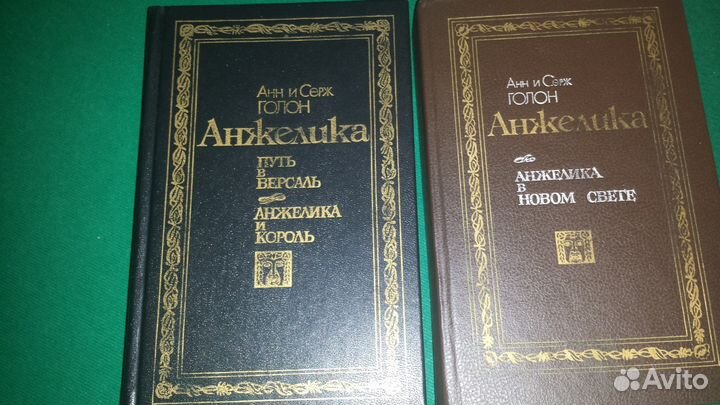 Анн и Серж
ГОЛОН
Анжелика
ПУТЬ
в
ВЕРСАЛЬ
АНЖЕЛИКА
и
КОРОЛЬ
Анн и Серж
ГОЛОН
Анжелика
АНЖЕЛИКА
в
НОВОМ СВЕТЕ
Avito